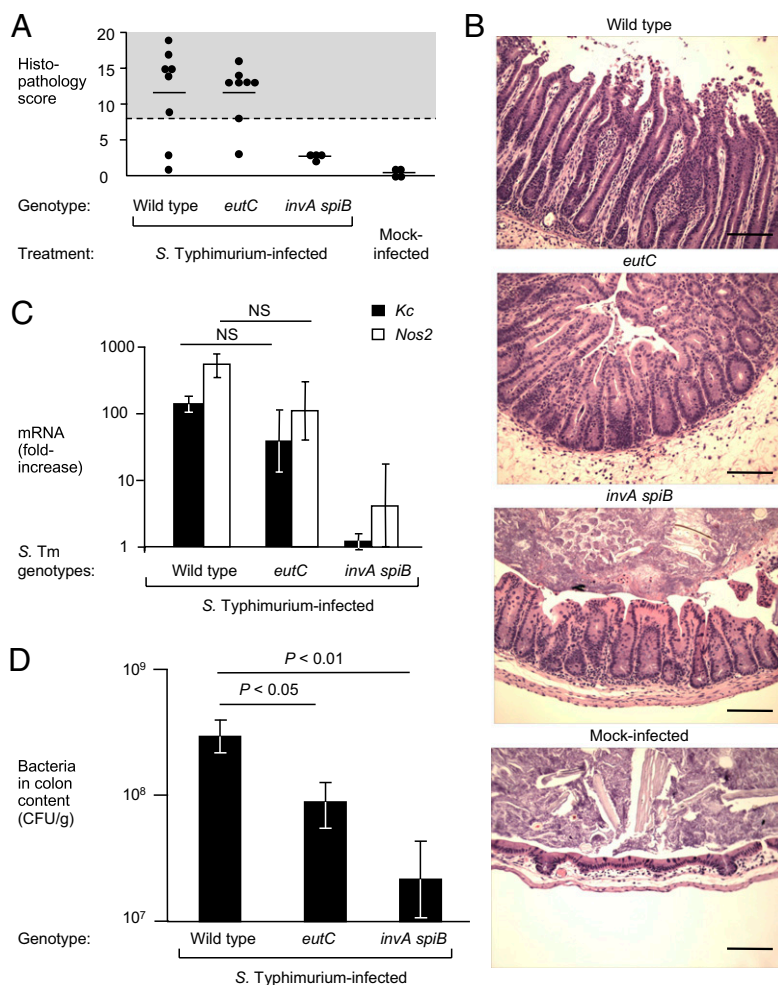 A
Histo-
pathology
score
20
15
10
5
0
Genotype:
Wild type
eutC
invA spiB
Treatment:
S. Typhimurium-infected
Mock-
infected
B
Wild type
eutC
invA spiB
Mock-infected
C
Kc
Nos2
NS
NS
mRNA
(fold-
increase)
1000
100
10
1
S. Tm
genotypes:
Wild type
eutC
invA spiB
S. Typhimurium-infected
D
P < 0.01
P < 0.05
Bacteria
in colon
content
(CFU/g)
10⁹
10⁸
10⁷
Genotype:
Wild type
eutC
invA spiB
S. Typhimurium-infected